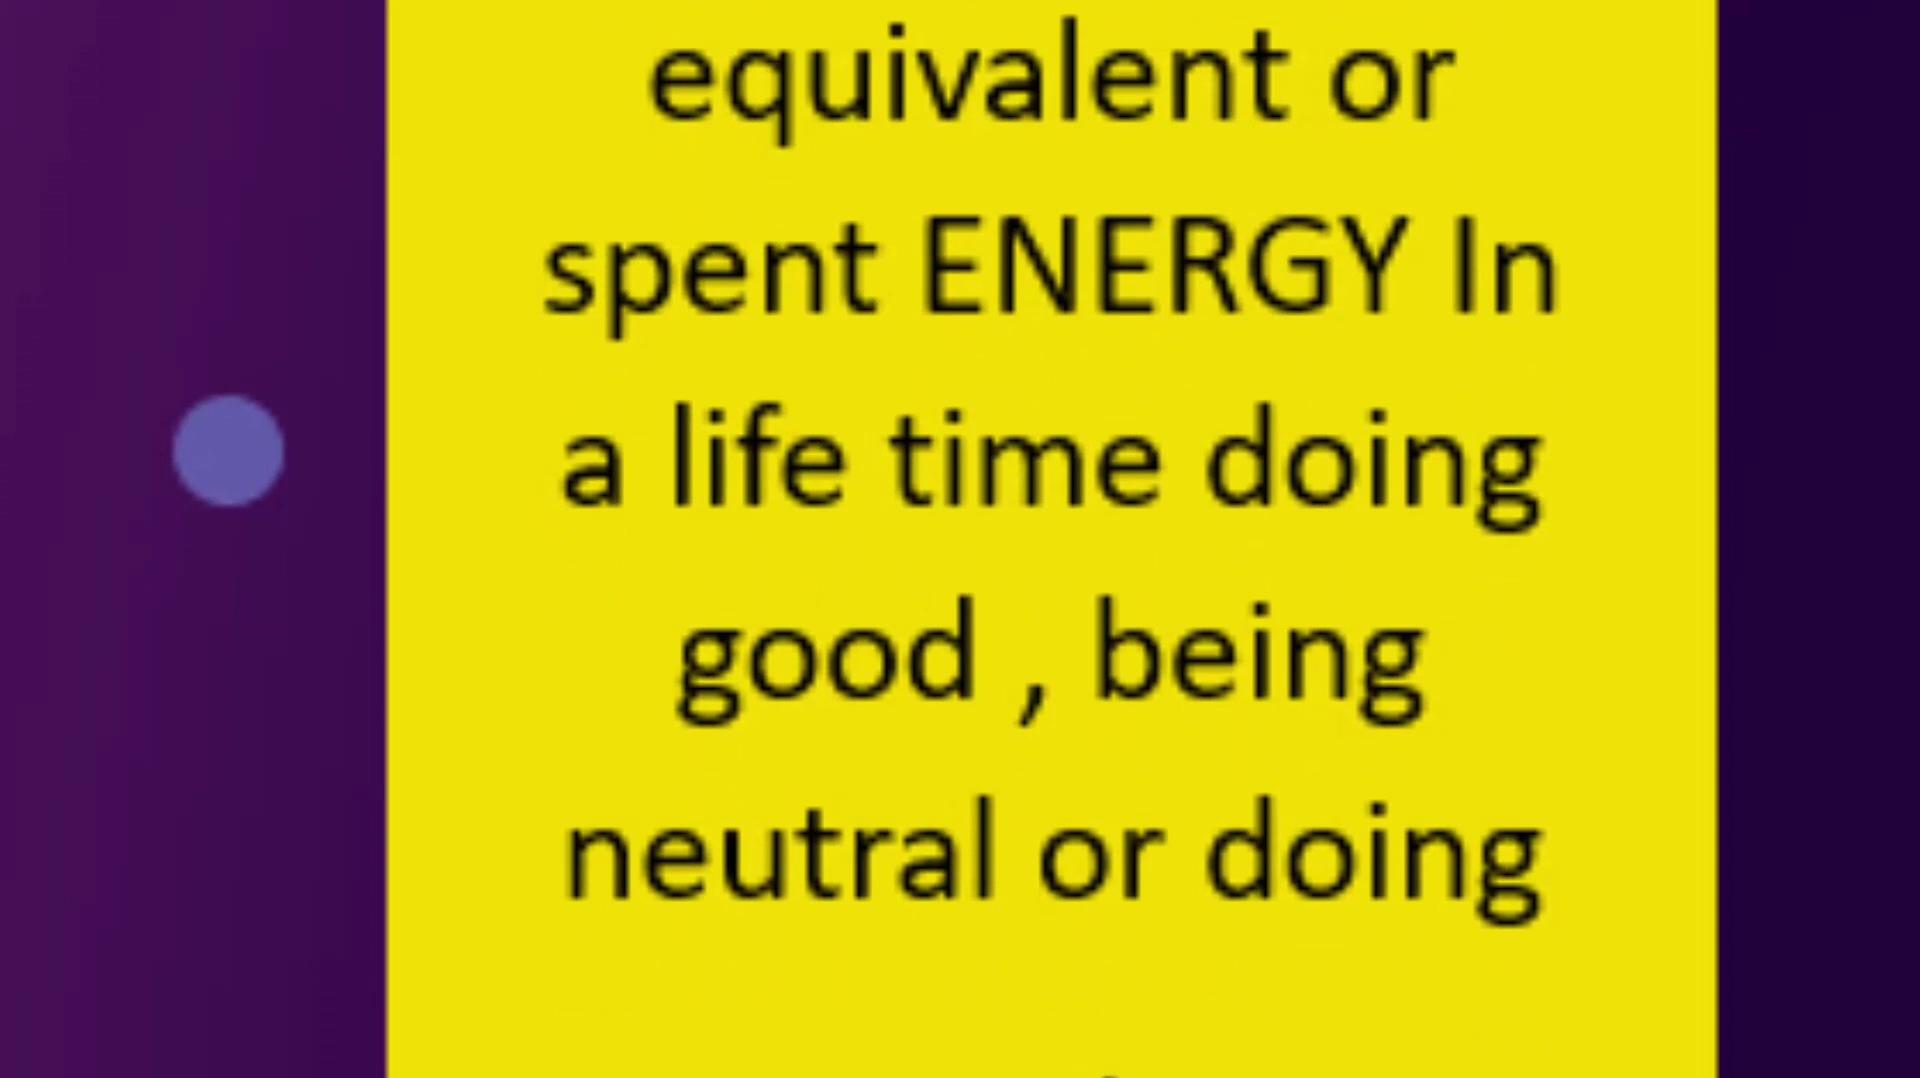 equivalent or
spent ENERGY In
a life time doing
good , being
neutral or doing